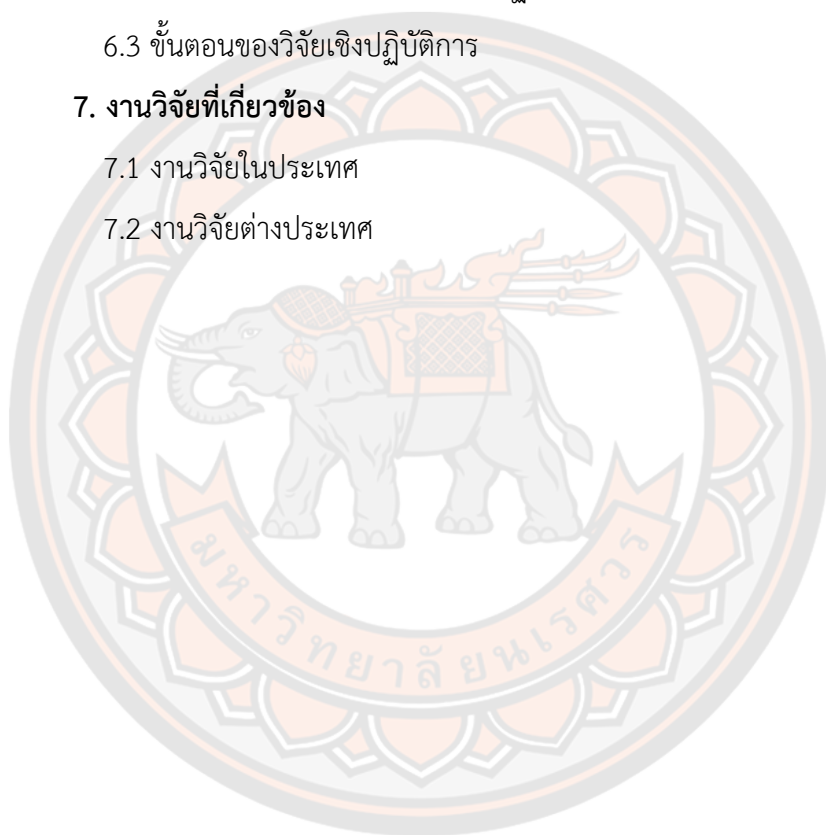 6.3 ขั้นตอนของวิจัยเชิงปฏิบัติการ
7. งานวิจัยที่เกี่ยวข้อง
7.1 งานวิจัยในประเทศ
7.2 งานวิจัยต่างประเทศ
มหาวิทยาลัยนเรศวร